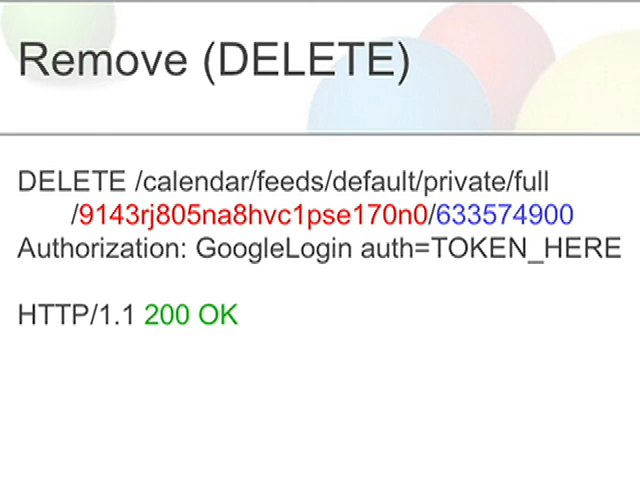 Remove (DELETE)
DELETE /calendar/feeds/default/private/full
/9143rj805na8hvc1pse170n0/633574900
Authorization: GoogleLogin auth=TOKEN_HERE
HTTP/1.1 200 OK